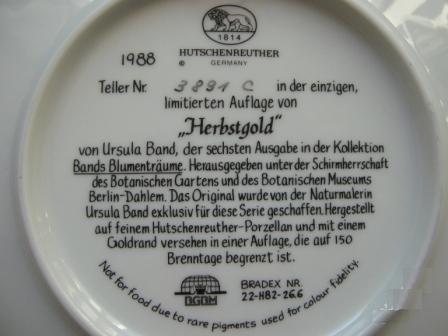 1814
HUTSCHENREUTHER
1988 © GERMANY
Teller Nr. 3891 C in der einzigen,
limitierten Auflage von
„Herbstgold"
von Ursula Band, der sechsten Ausgabe in der Kollektion
Bands Blumenträume. Herausgegeben unter der Schirmherrschaft
des Botanischen Gartens und des Botanischen Museums
Berlin-Dahlem. Das Original wurde von der Naturmalerin
Ursula Band exklusiv für diese Serie geschaffen. Hergestellt
auf feinem Hutschenreuther-Porzellan und mit einem
Goldrand versehen in einer Auflage, die auf 150
Brenntage begrenzt ist.
BGBM
BRADEX NR.
22-H82-26.6
Not for food due to rare pigments used for colour fidelity.